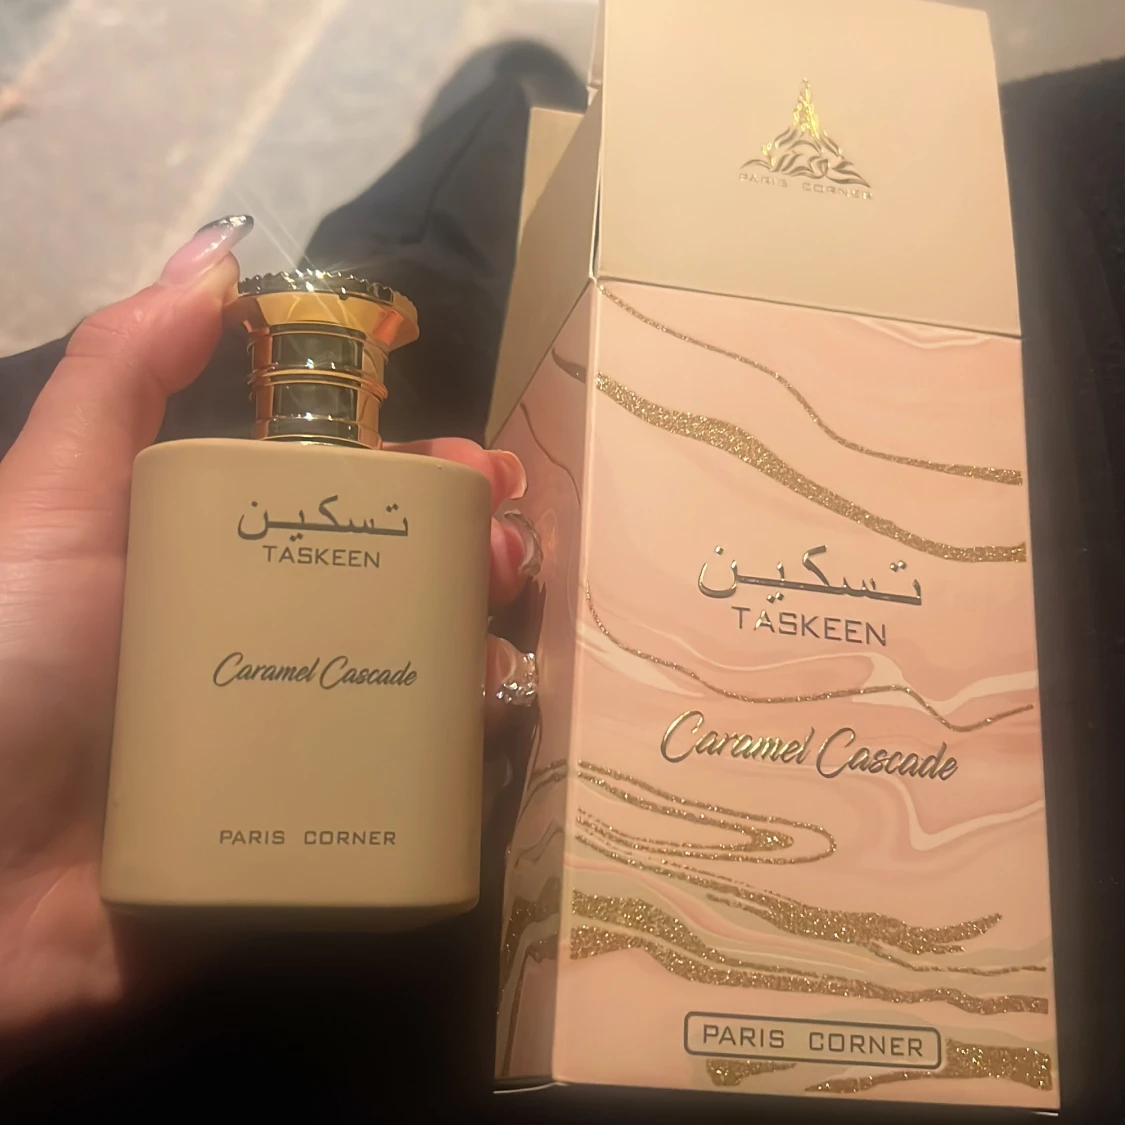 تسكين
TASKEEN
Caramel Cascade
PARIS CORNER
PARIS CORNER
تسكين
TASKEEN
Caramel Cascade
PARIS CORNER